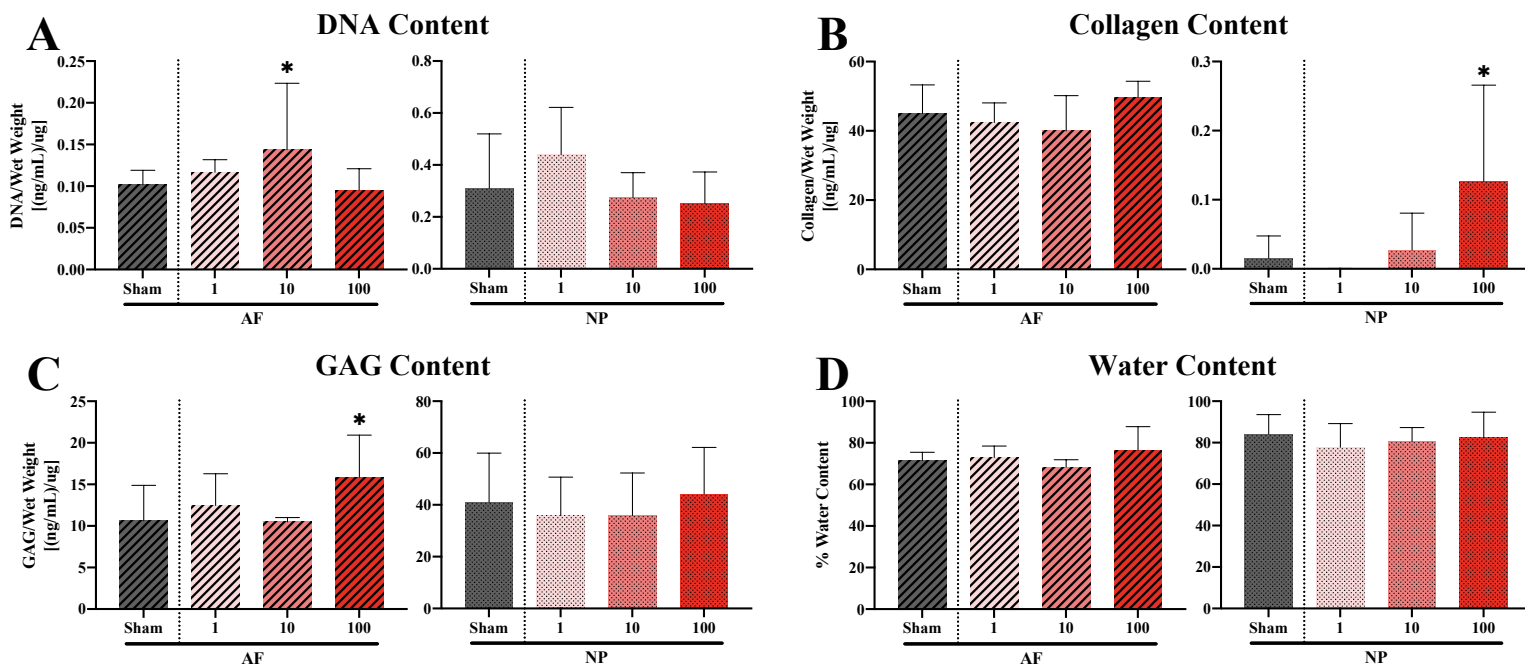 A
DNA Content
DNA/Wet Weight
[(ng/mL)/ug]
0.25
0.20
0.15
0.10
0.05
0.00
*
Sham
1
10
100
AF
0.8
0.6
0.4
0.2
0.0
Sham
1
10
100
NP
B
Collagen Content
Collagen/Wet Weight
[(ng/mL)/ug]
60
40
20
0
Sham
1
10
100
AF
0.3
0.2
0.1
0.0
*
Sham
1
10
100
NP
C
GAG Content
GAG/Wet Weight
[(ng/mL)/ug]
25
20
15
10
5
0
*
Sham
1
10
100
AF
80
60
40
20
0
Sham
1
10
100
NP
D
Water Content
% Water Content
100
80
60
40
20
0
Sham
1
10
100
AF
100
80
60
40
20
0
Sham
1
10
100
NP